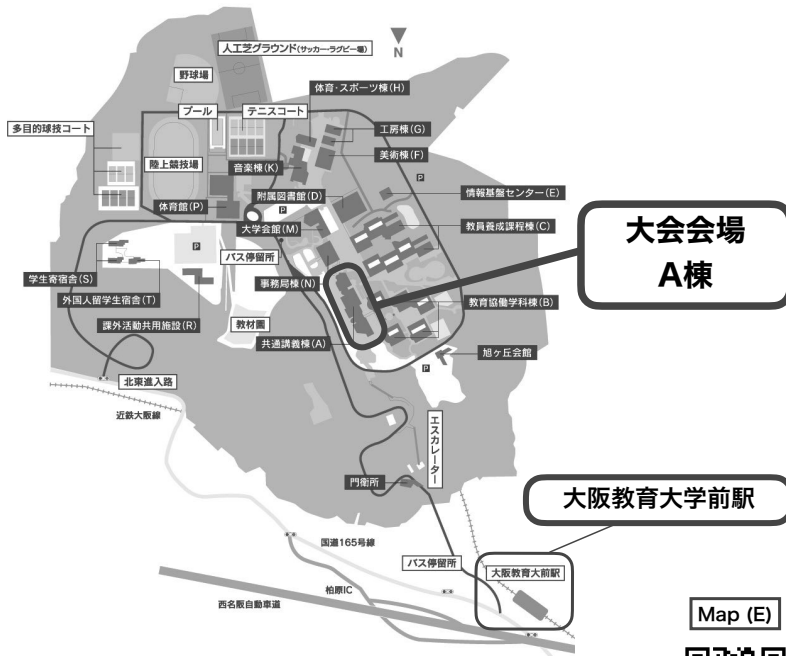 人工芝グラウンド(サッカー・ラグビー場)
N
野球場
体育・スポーツ棟(H)
プール
テニスコート
工房棟(G)
多目的球技コート
美術棟(F)
陸上競技場
音楽棟(K)
P
附属図書館(D)
情報基盤センター(E)
体育館(P)
P
大学会館(M)
教員養成課程棟(C)
大会会場
A棟
P
バス停留所
学生寄宿舎(S)
事務局棟(N)
外国人留学生宿舎(T)
教育協働学科棟(B)
課外活動共用施設(R)
教材園
共通講義棟(A)
旭ヶ丘会館
P
北東進入路
近鉄大阪線
エスカレーター
門衛所
大阪教育大学前駅
国道165号線
バス停留所
大阪教育大前駅
柏原IC
西名阪自動車道
Map (E)